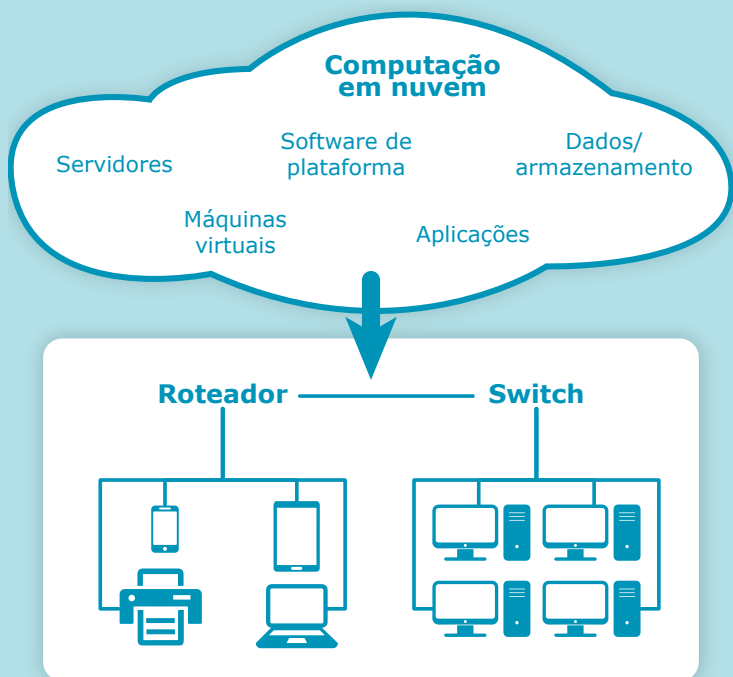 Computação
em nuvem
Servidores
Software de
plataforma
Dados/
armazenamento
Máquinas
virtuais
Aplicações
Roteador
Switch